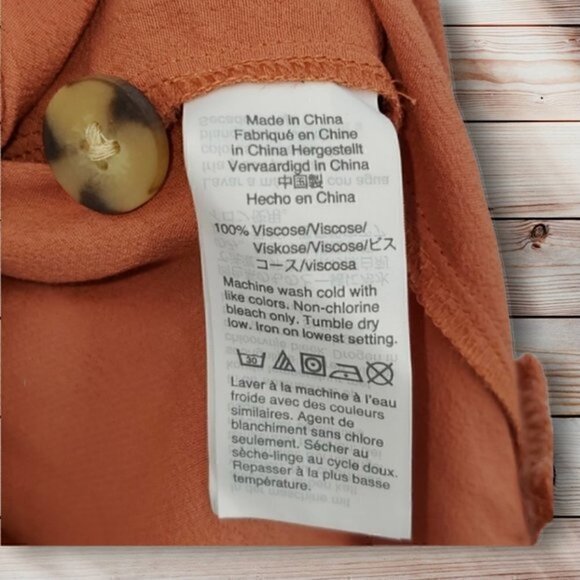 Made in China
Fabriqué en Chine
in China Hergestellt
Vervaardigd in China
中国製
Hecho en China
100% Viscose/Viscose/
Viskose/Viscose/ビス
コース/viscosa
Machine wash cold with
like colors. Non-chlorine
bleach only. Tumble dry
low. Iron on lowest setting.
30
Laver à la machine à l'eau
froide avec des couleurs
similaires. Agent de
blanchiment sans chlore
seulement. Sécher au
sèche-linge au cycle doux.
Repasser à la plus basse
température.